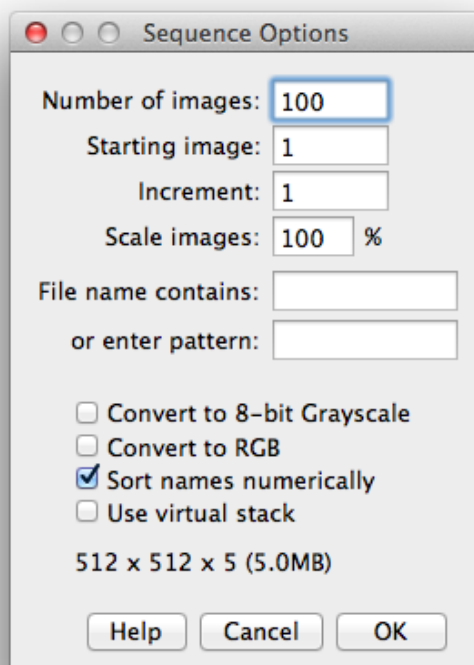 Sequence Options
Number of images: 100
Starting image: 1
Increment: 1
Scale images: 100 %
File name contains:
or enter pattern:
Convert to 8-bit Grayscale
Convert to RGB
Sort names numerically
Use virtual stack
512 x 512 x 5 (5.0MB)
Help Cancel OK